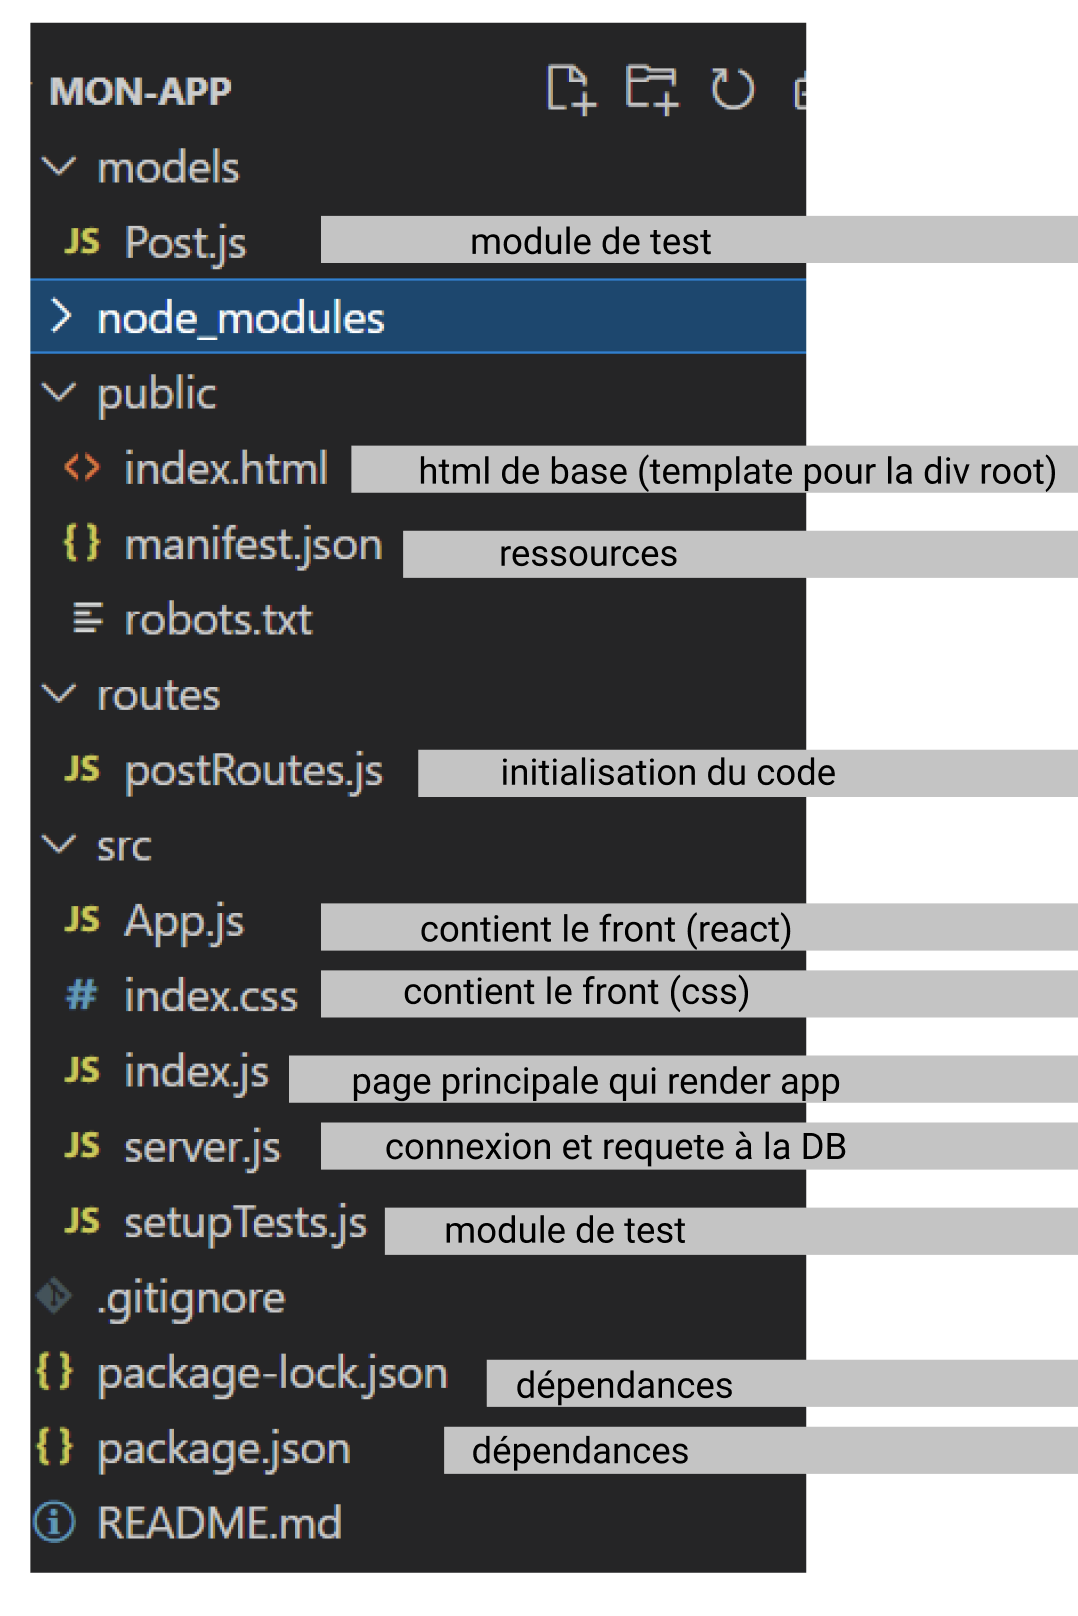 MON-APP
models
JS Post.js module de test
node_modules
public
<> index.html html de base (template pour la div root)
{} manifest.json ressources
robots.txt
routes
JS postRoutes.js initialisation du code
src
JS App.js contient le front (react)
# index.css contient le front (css)
JS index.js page principale qui render app
JS server.js connexion et requete à la DB
JS setupTests.js module de test
.gitignore
{} package-lock.json dépendances
{} package.json dépendances
README.md